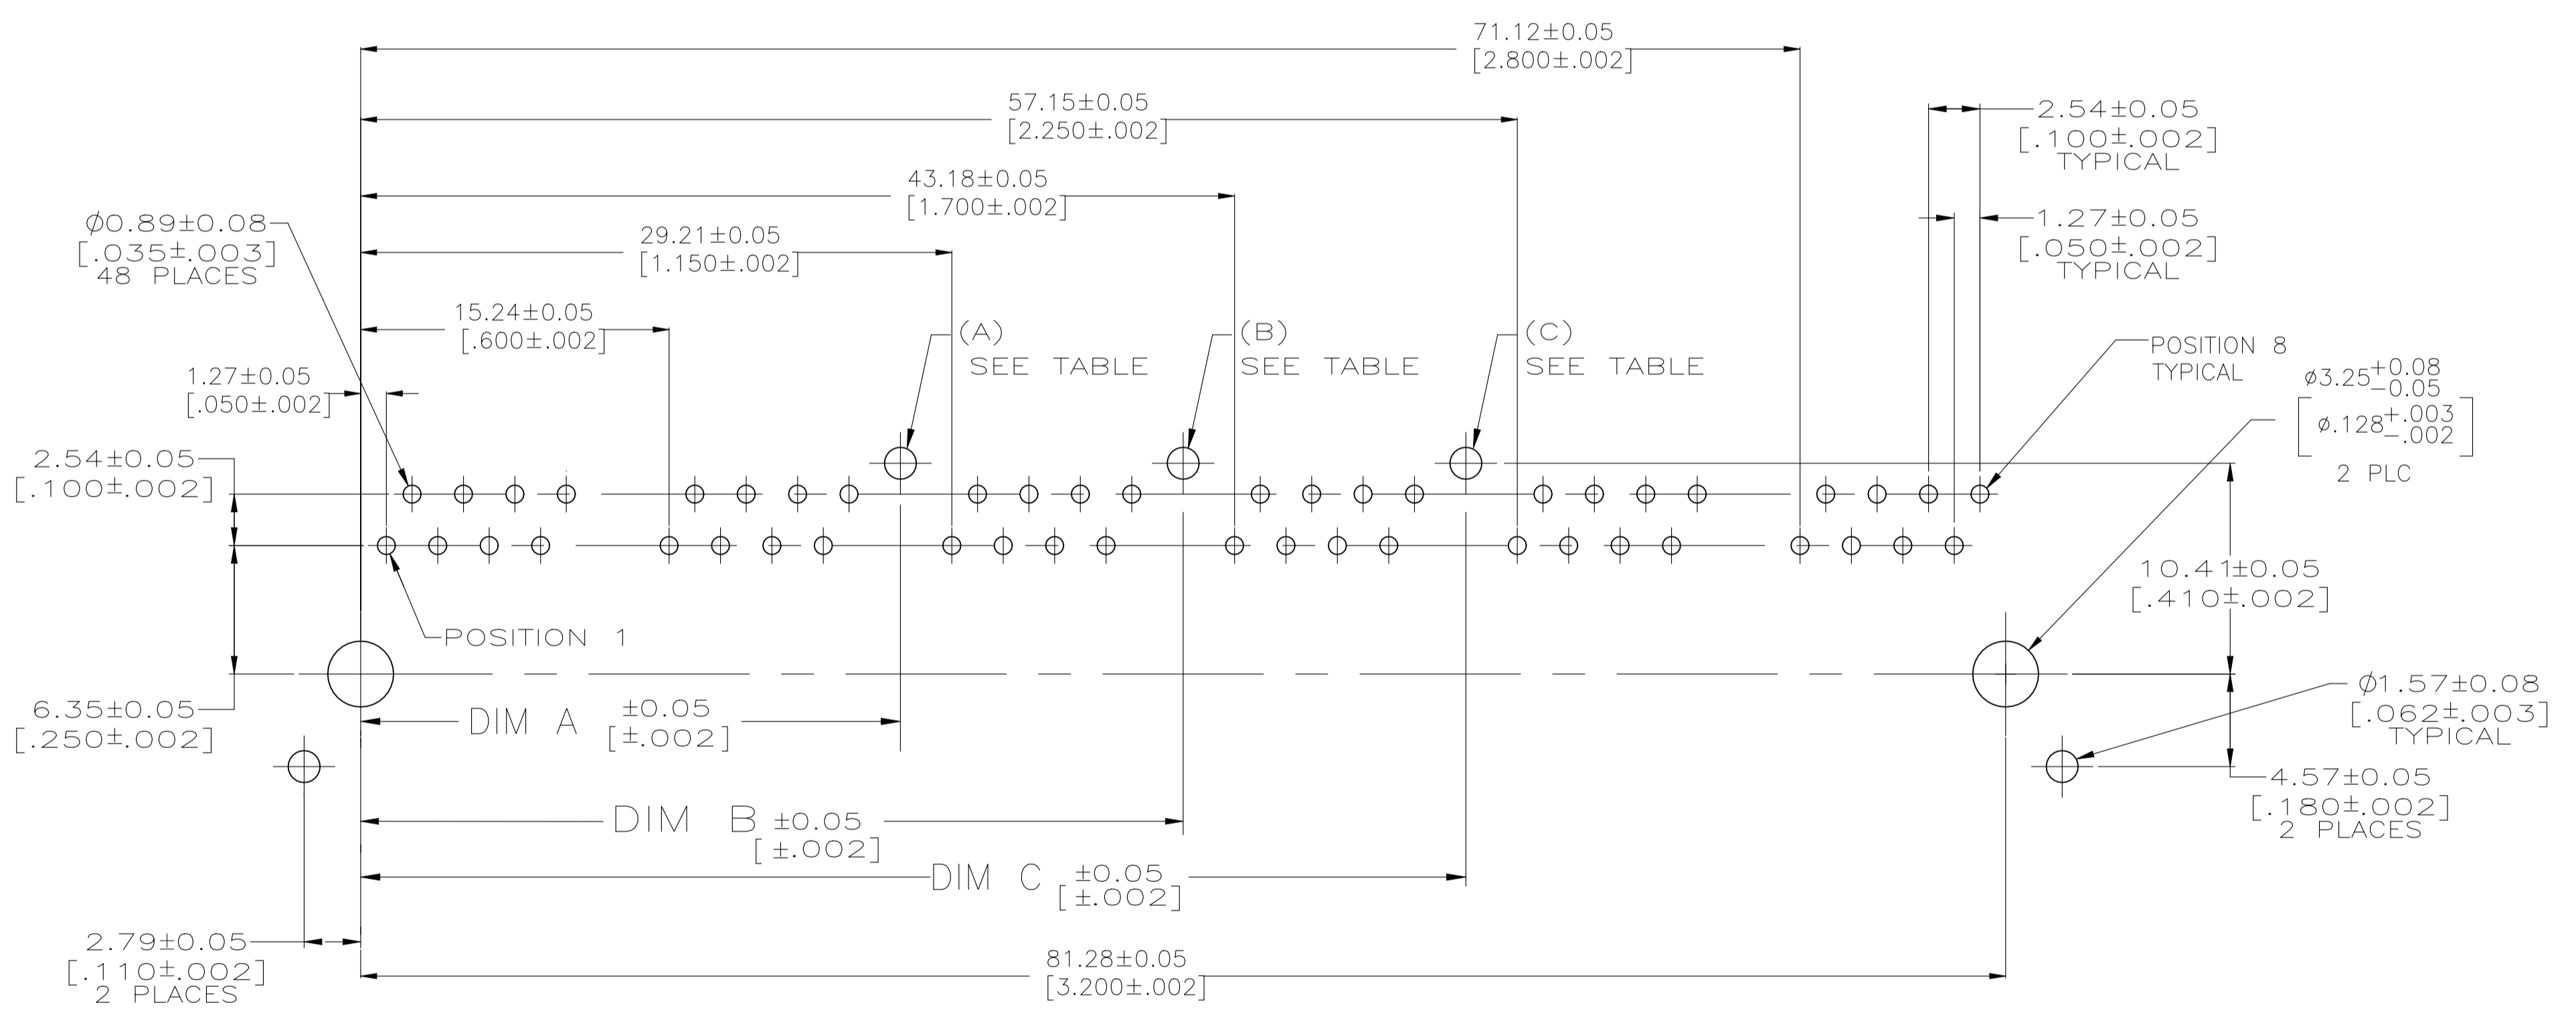 71.12±0.05
[2.800±.002]
57.15±0.05
[2.250±.002]
2.54±0.05
[.100±.002]
TYPICAL
43.18±0.05
[1.700±.002]
Ø0.89±0.08
[.035±.003]
48 PLACES
29.21±0.05
[1.150±.002]
1.27±0.05
[.050±.002]
TYPICAL
15.24±0.05
[.600±.002]
(A)
SEE TABLE
(B)
SEE TABLE
(C)
SEE TABLE
POSITION 8
TYPICAL
1.27±0.05
[.050±.002]
ø3.25+0.08
−0.05
[ø.128+.003
−.002]
2 PLC
2.54±0.05
[.100±.002]
10.41±0.05
[.410±.002]
POSITION 1
6.35±0.05
[.250±.002]
DIM A ±0.05
[±.002]
Ø1.57±0.08
[.062±.003]
TYPICAL
4.57±0.05
[.180±.002]
2 PLACES
DIM B ±0.05
[±.002]
DIM C ±0.05
[±.002]
2.79±0.05
[.110±.002]
2 PLACES
81.28±0.05
[3.200±.002]